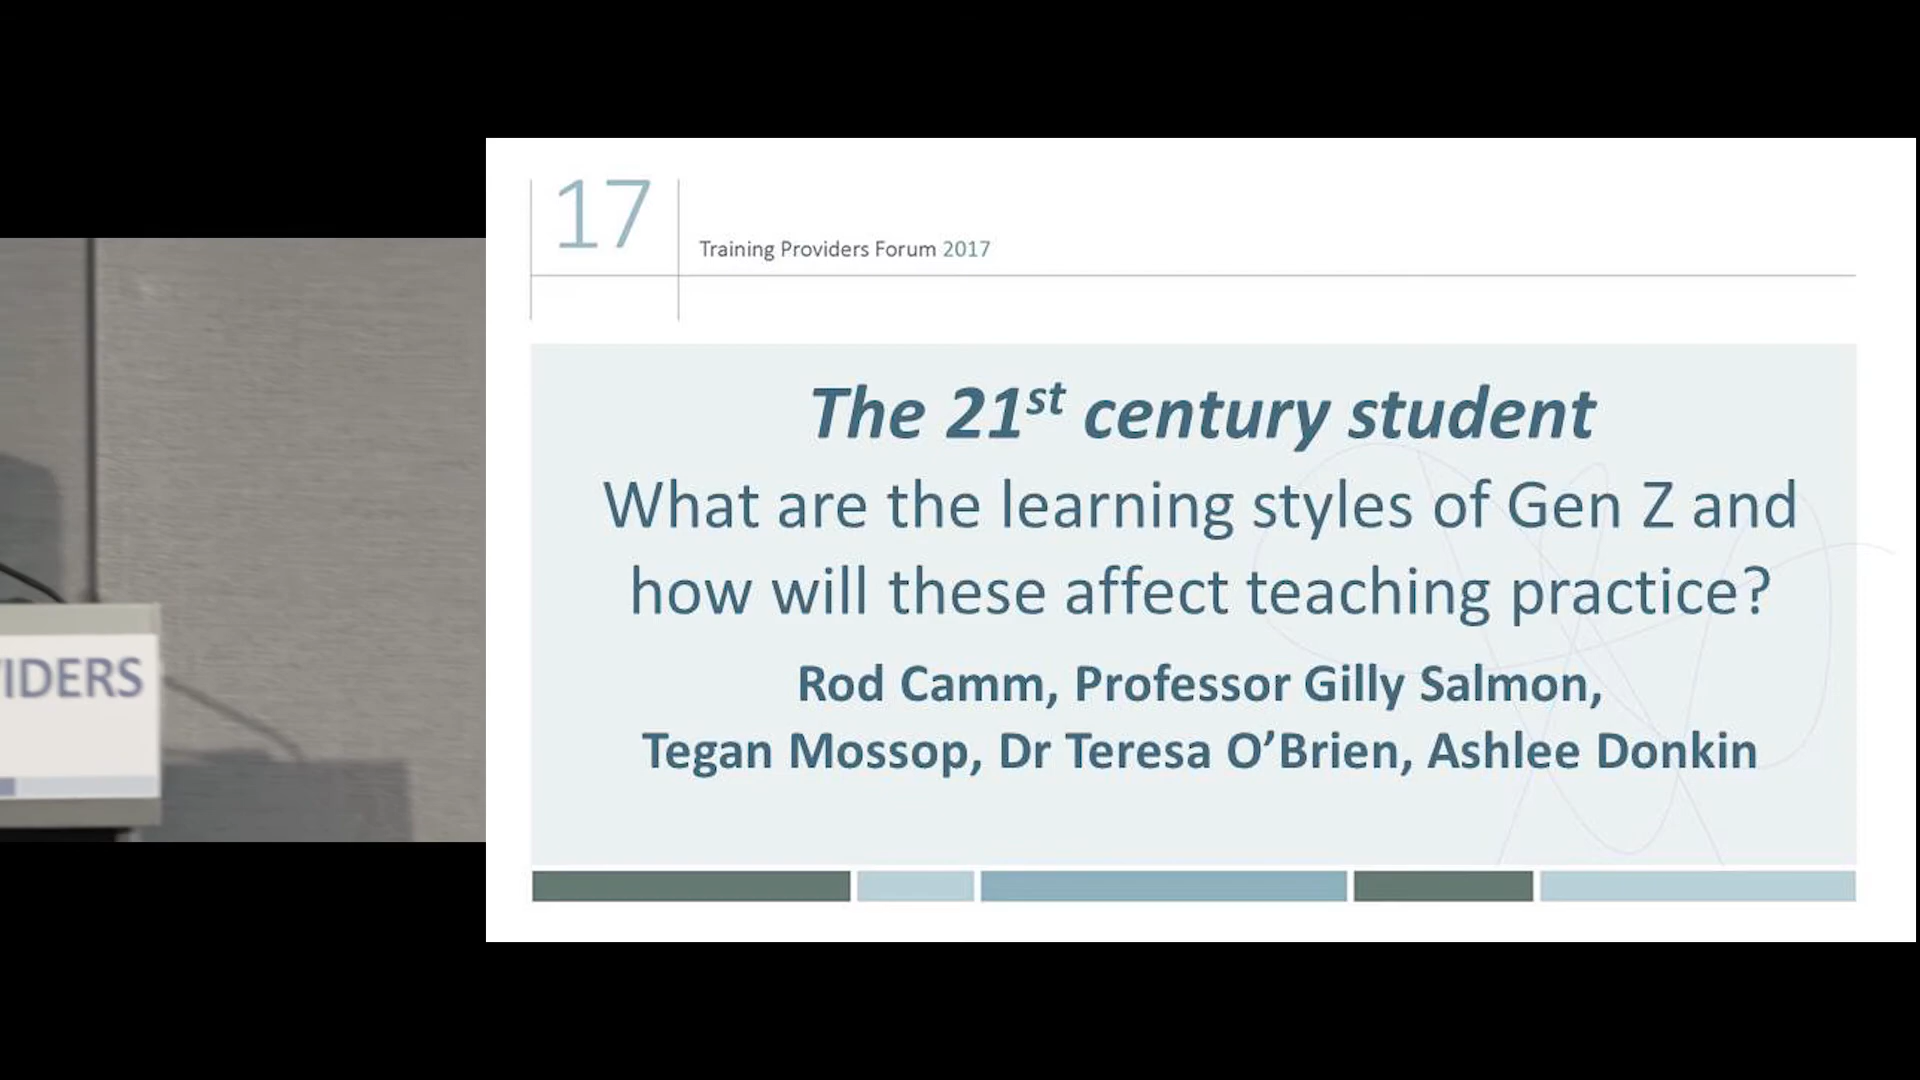 17
Training Providers Forum 2017
The 21st century student
What are the learning styles of Gen Z and
how will these affect teaching practice?
Rod Camm, Professor Gilly Salmon,
Tegan Mossop, Dr Teresa O’Brien, Ashlee Donkin
IDERS